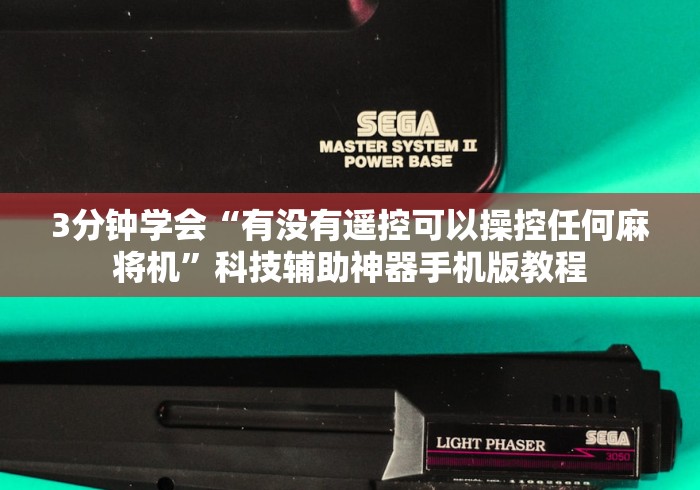 SEGA
MASTER SYSTEM II
POWER BASE
3分钟学会“有没有遥控可以操控任何麻
将机”科技辅助神器手机版教程
LIGHT PHASER
SEGA
3050